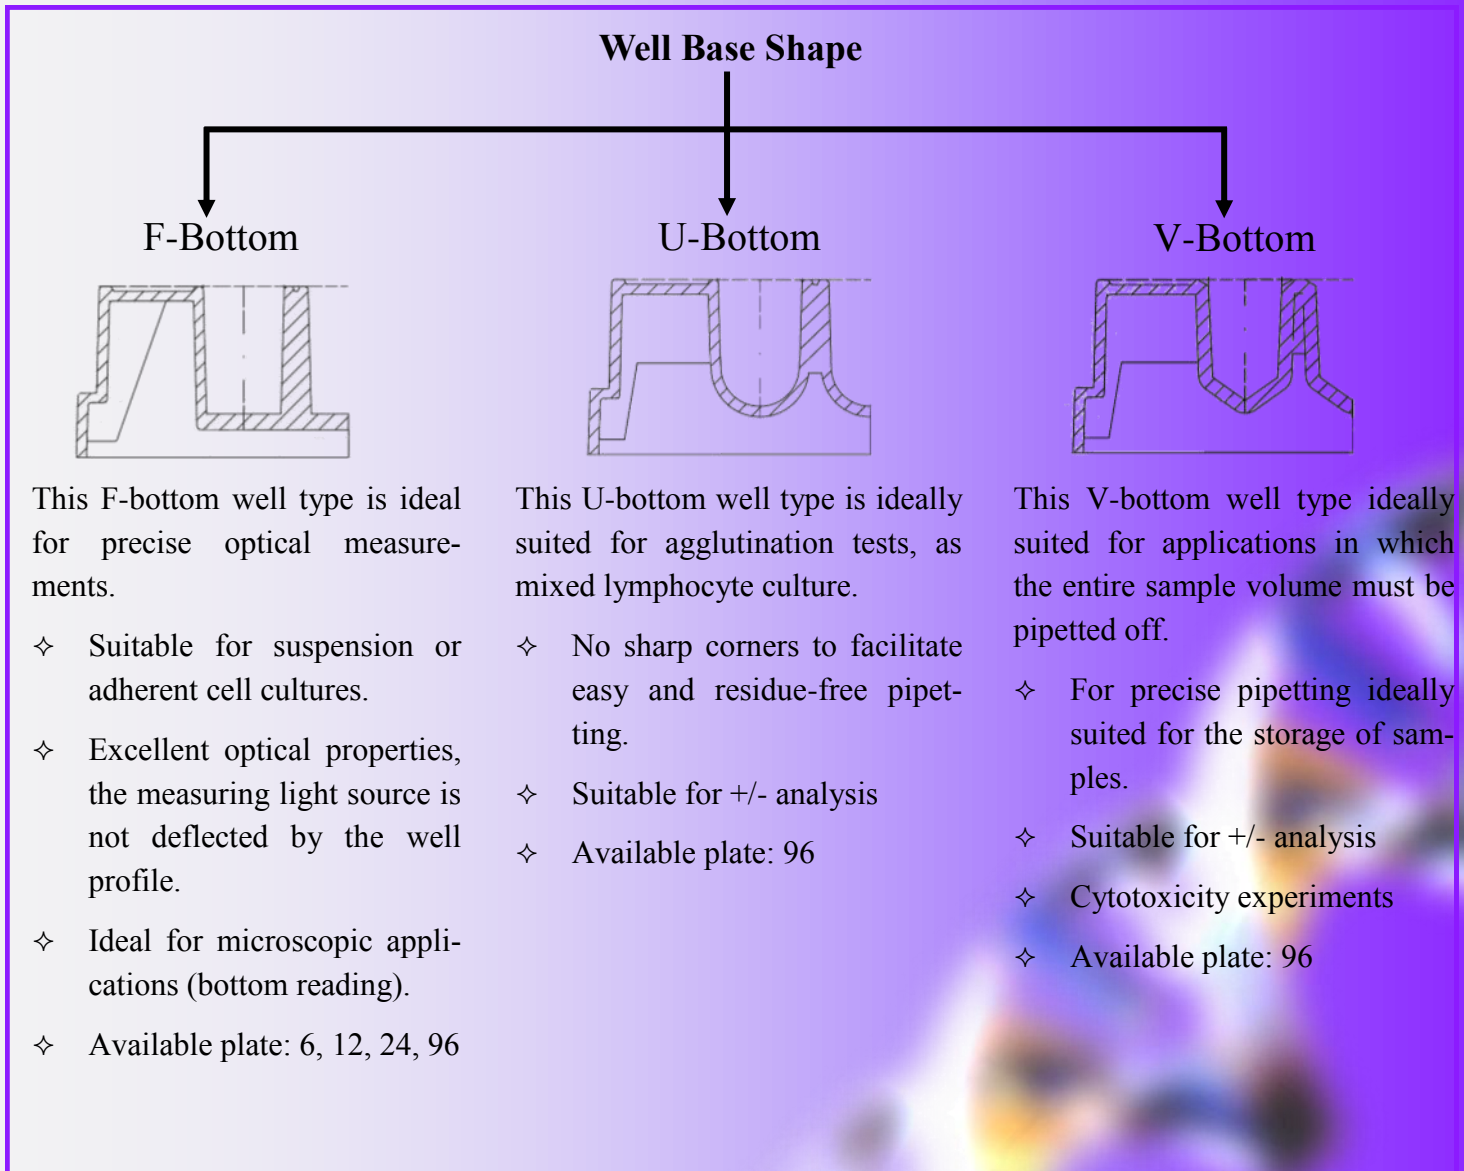 Well Base Shape
F-Bottom
U-Bottom
V-Bottom
This F-bottom well type is ideal
for precise optical measure-
ments.
✧ Suitable for suspension or
adherent cell cultures.
✧ Excellent optical properties,
the measuring light source is
not deflected by the well
profile.
✧ Ideal for microscopic appli-
cations (bottom reading).
✧ Available plate: 6, 12, 24, 96
This U-bottom well type is ideally
suited for agglutination tests, as
mixed lymphocyte culture.
✧ No sharp corners to facilitate
easy and residue-free pipet-
ting.
✧ Suitable for +/- analysis
✧ Available plate: 96
This V-bottom well type ideally
suited for applications in which
the entire sample volume must be
pipetted off.
✧ For precise pipetting ideally
suited for the storage of sam-
ples.
✧ Suitable for +/- analysis
✧ Cytotoxicity experiments
✧ Available plate: 96